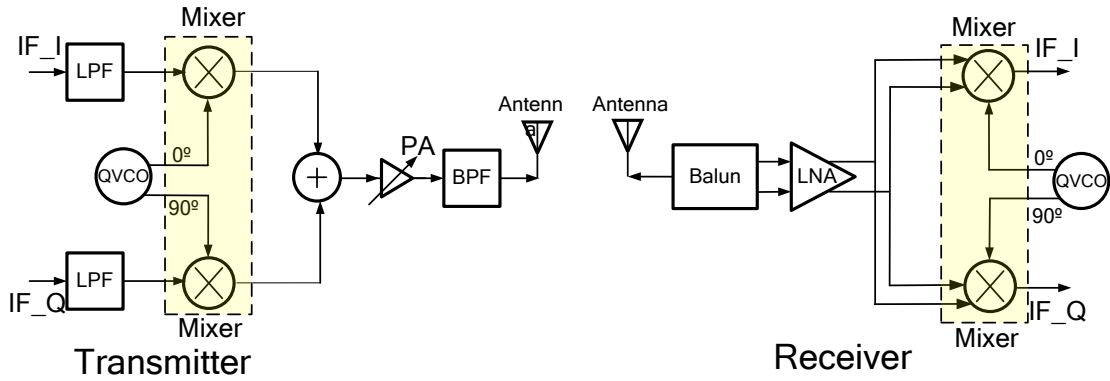 Mixer
IF_I
LPF
0º
QVCO
90º
IF_Q
LPF
Mixer
PA
BPF
Antenn
a
Transmitter
Antenna
Balun
LNA
Mixer
IF_I
0º
QVCO
90º
IF_Q
Mixer
Receiver